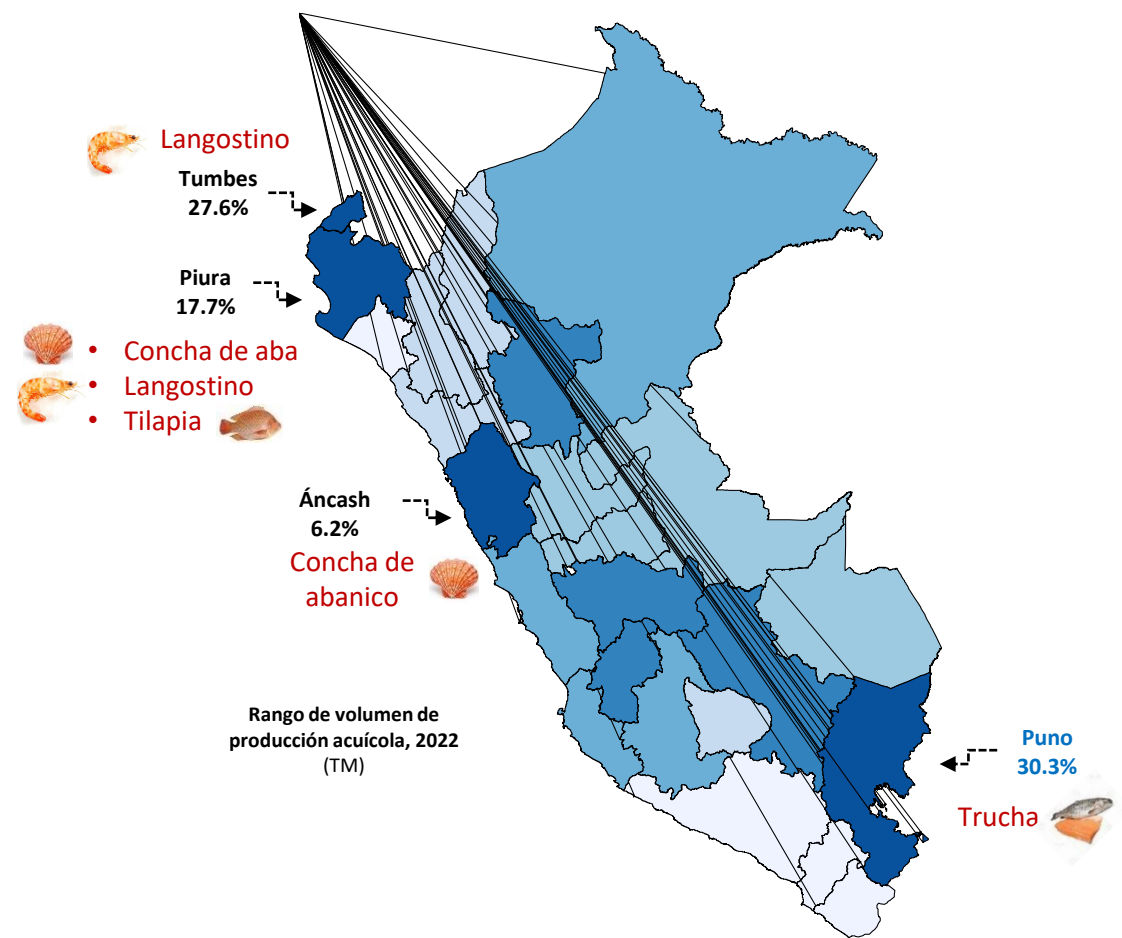 Langostino
Tumbes
27.6%
Piura
17.7%
• Concha de aba
• Langostino
• Tilapia
Áncash
6.2%
Concha de
abanico
Rango de volumen de
producción acuícola, 2022
(TM)
Puno
30.3%
Trucha